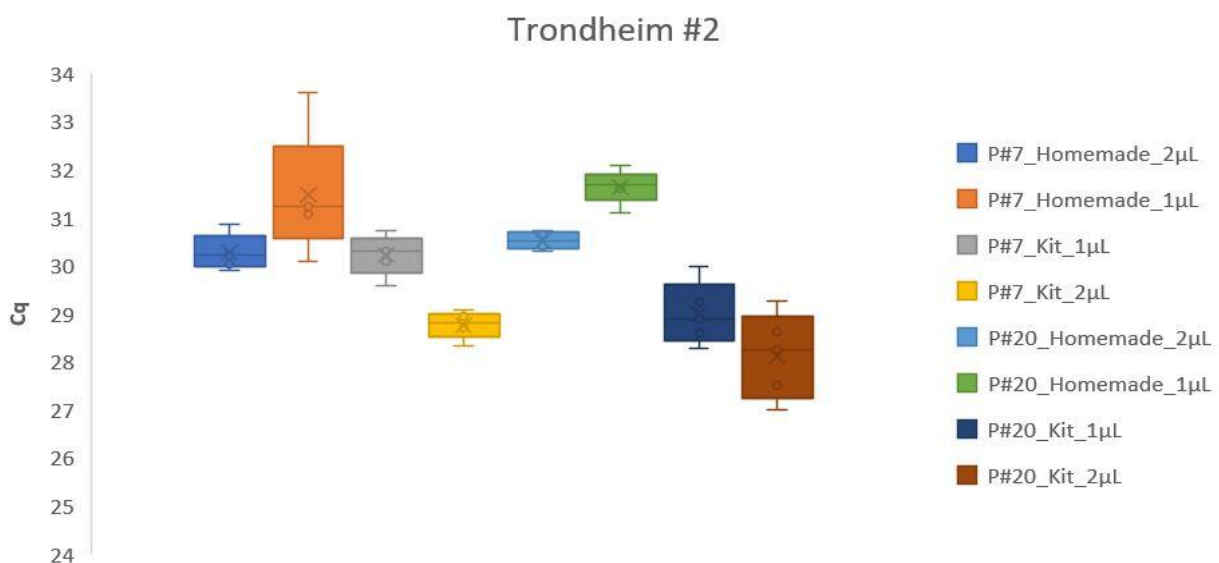 Trondheim #2
34
33
32
31
30
29
28
27
26
25
24
Cq
P#7_Homemade_2µL
P#7_Homemade_1µL
P#7_Kit_1µL
P#7_Kit_2µL
P#20_Homemade_2µL
P#20_Homemade_1µL
P#20_Kit_1µL
P#20_Kit_2µL